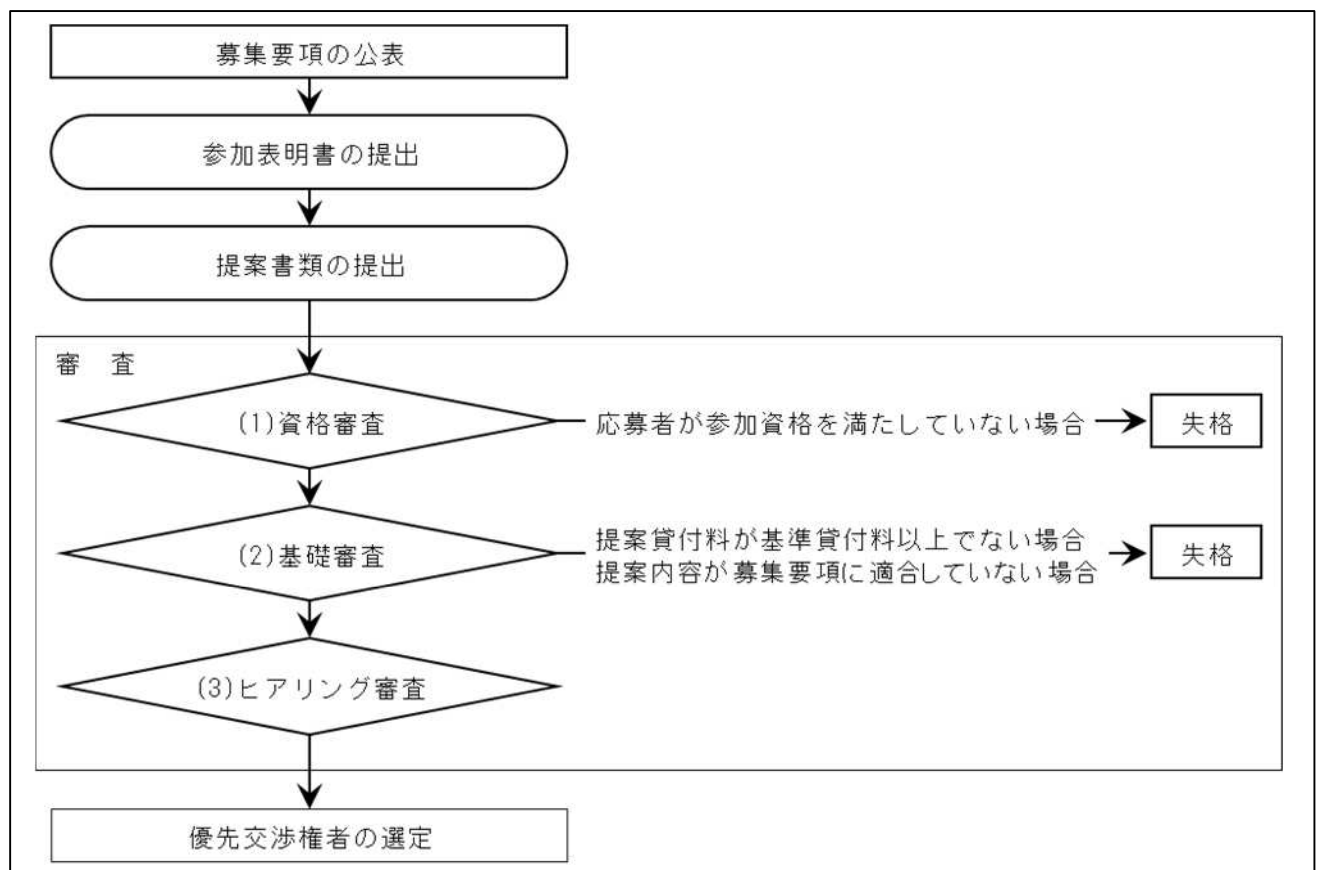 募集要項の公表
参加表明書の提出
提案書類の提出
審 査
(1)資格審査
応募者が参加資格を満たしていない場合
失格
(2)基礎審査
提案貸付料が基準貸付料以上でない場合
提案内容が募集要項に適合していない場合
失格
(3)ヒアリング審査
優先交渉権者の選定